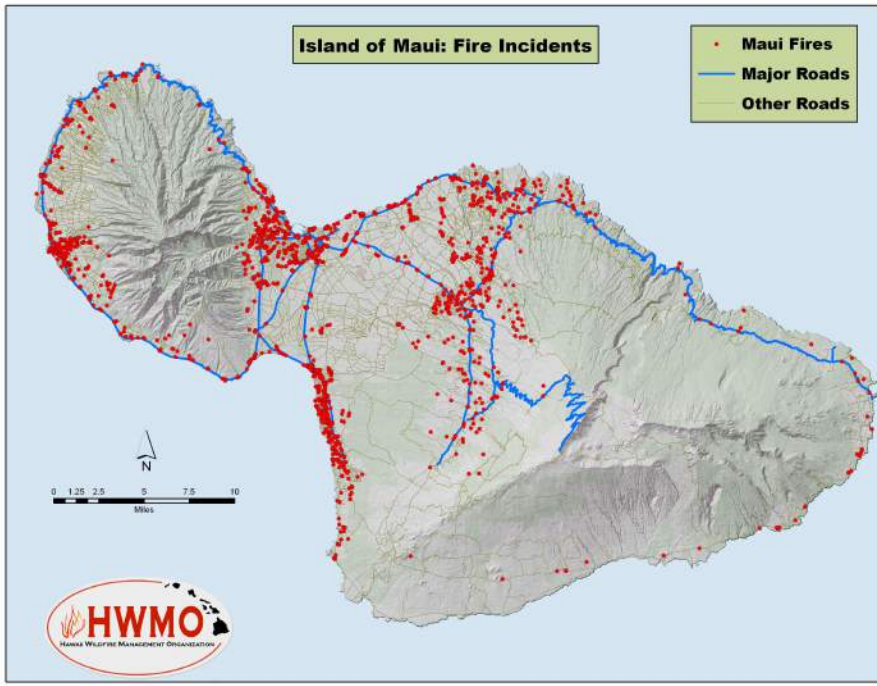 Island of Maui: Fire Incidents
Maui Fires
Major Roads
Other Roads
N
0 1.25 2.5 5 7.5 10
Miles
HWMO
HAWAII WILDFIRE MANAGEMENT ORGANIZATION